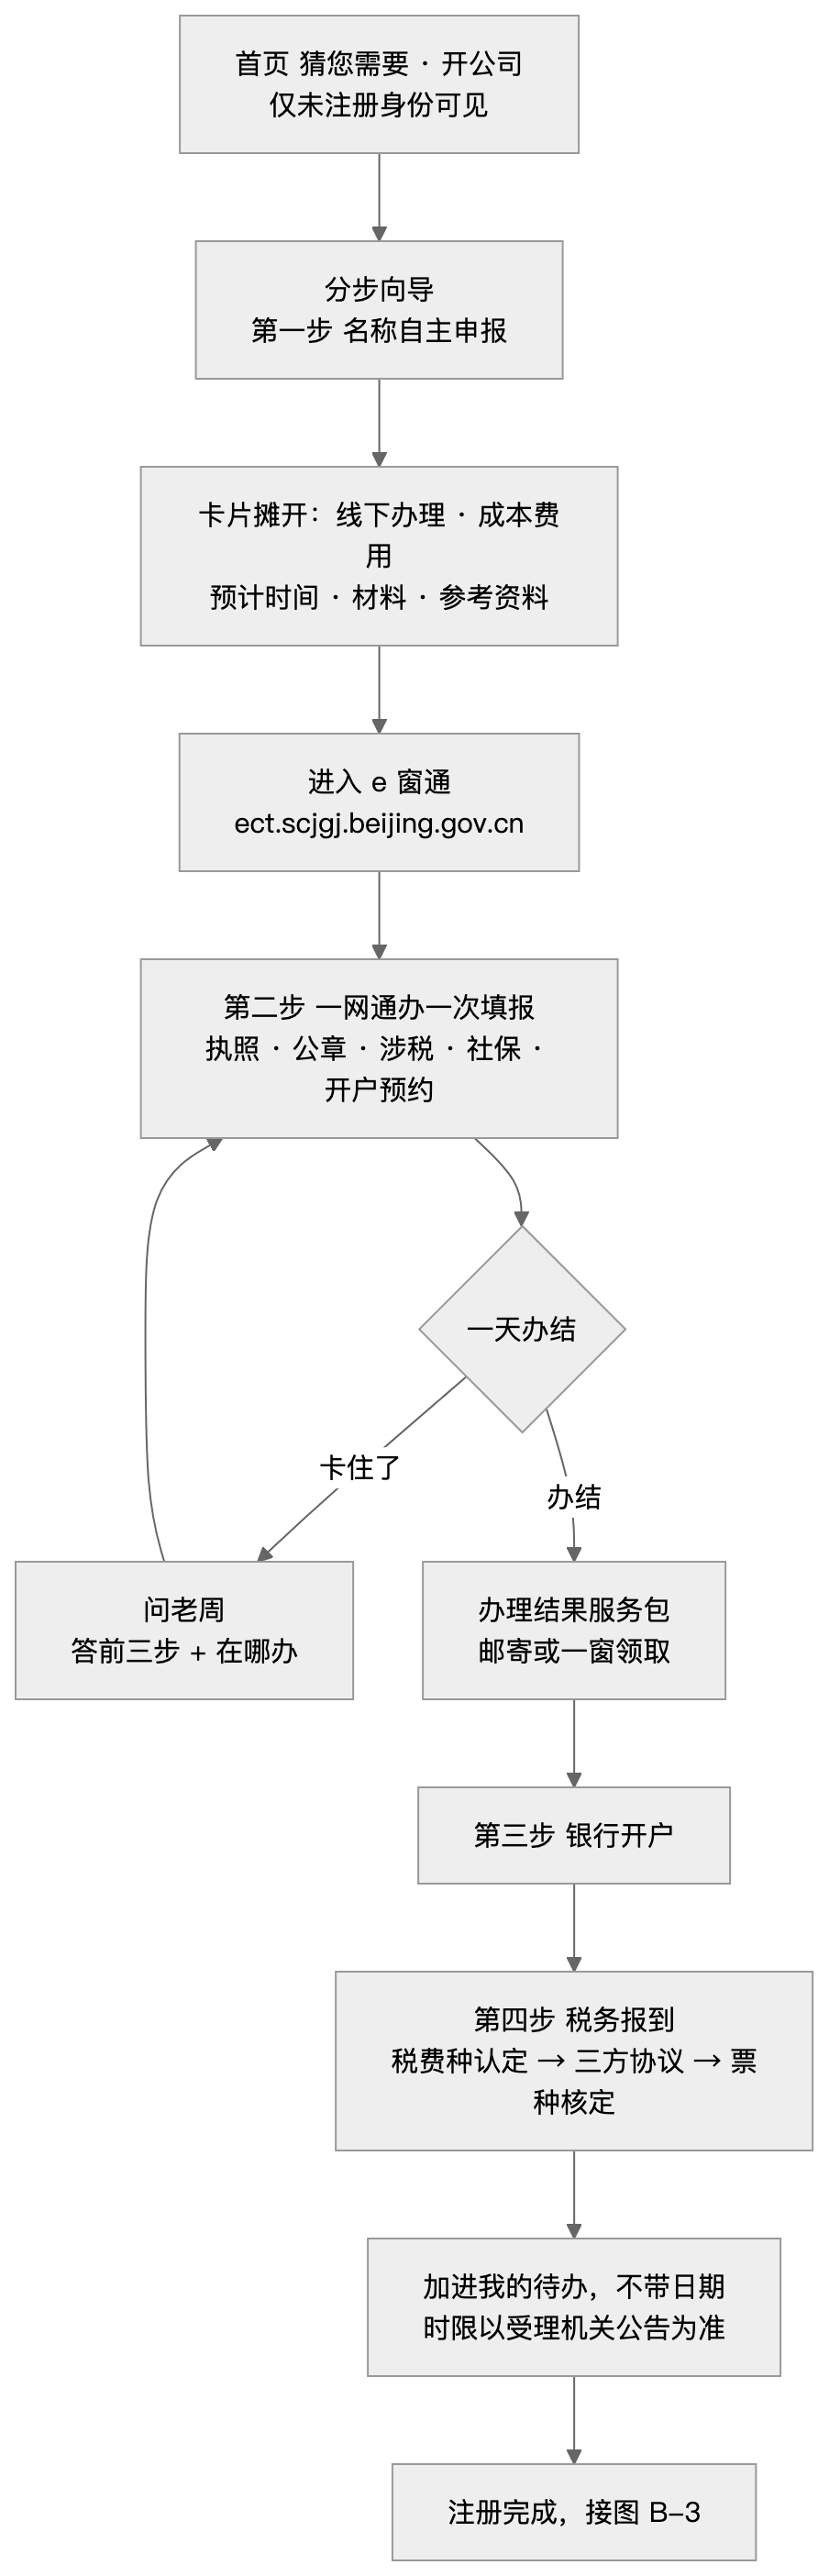 首页 猜您需要 · 开公司
仅未注册身份可见
分步向导
第一步 名称自主申报
卡片摊开：线下办理 · 成本费
用
预计时间 · 材料 · 参考资料
进入 e 窗通
ect.scjgj.beijing.gov.cn
第二步 一网通办一次填报
执照 · 公章 · 涉税 · 社保 ·
开户预约
一天办结
卡住了
办结
问老周
答前三步 + 在哪办
办理结果服务包
邮寄或一窗领取
第三步 银行开户
第四步 税务报到
税费种认定 → 三方协议 → 票
种核定
加进我的待办，不带日期
时限以受理机关公告为准
注册完成，接图 B-3